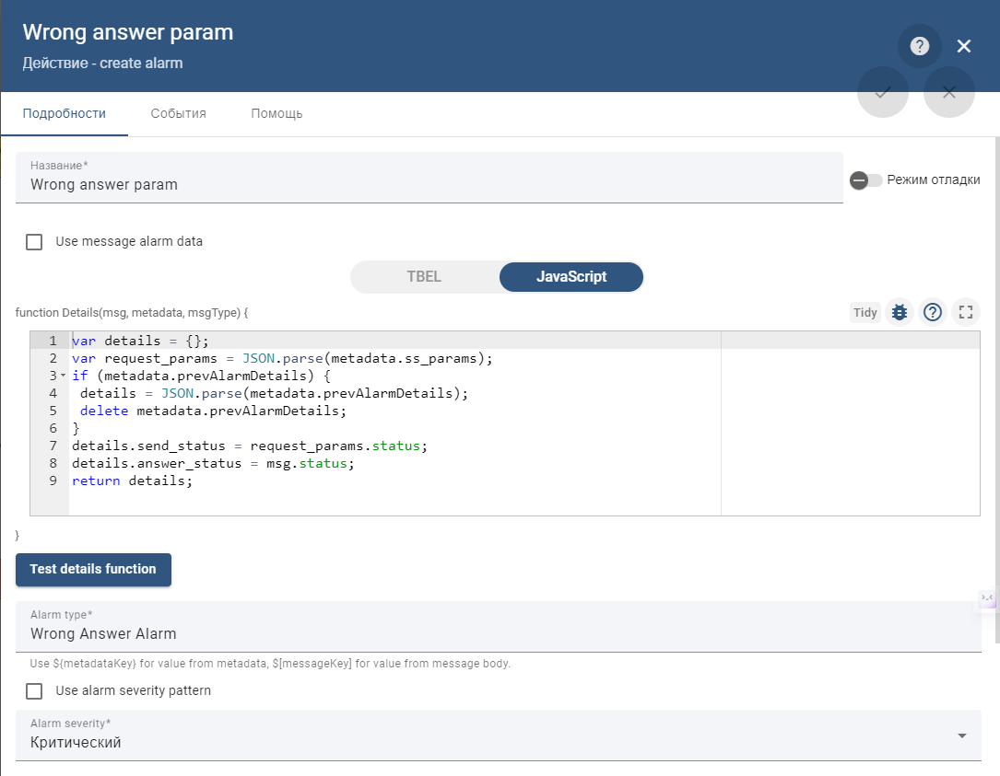 Wrong answer param
Действие - create alarm
Подробности
События
Помощь
Название*
Wrong answer param
Режим отладки
Use message alarm data
TBEL
JavaScript
function Details(msg, metadata, msgType) {
Tidy
1 var details = {};
2 var request_params = JSON.parse(metadata.ss_params);
3 if (metadata.prevAlarmDetails) {
4 details = JSON.parse(metadata.prevAlarmDetails);
5 delete metadata.prevAlarmDetails;
6 }
7 details.send_status = request_params.status;
8 details.answer_status = msg.status;
9 return details;
}
Test details function
Alarm type*
Wrong Answer Alarm
Use ${metadataKey} for value from metadata, $[messageKey] for value from message body.
Use alarm severity pattern
Alarm severity*
Критический